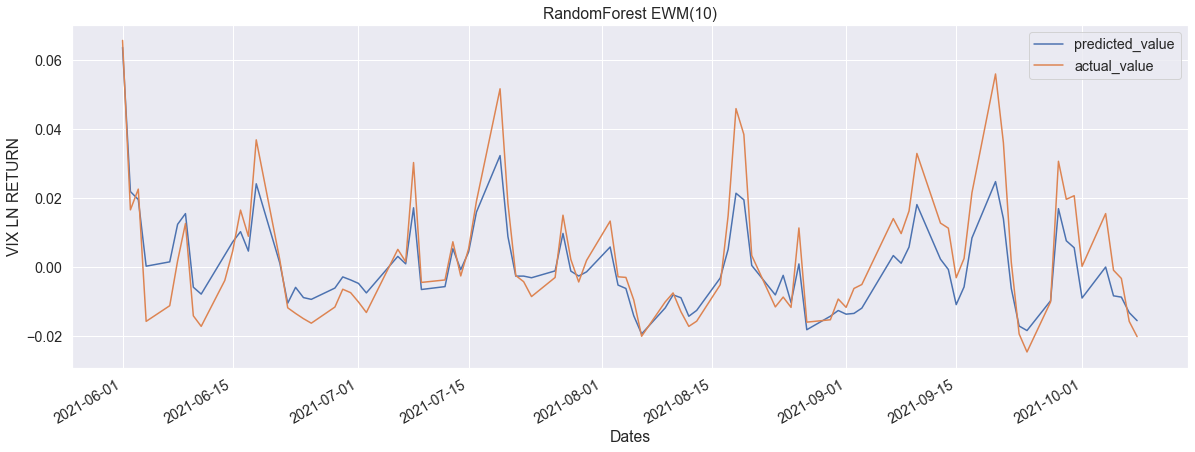 RandomForest EWM(10)
predicted_value
actual_value
VIX LN RETURN
0.06
0.04
0.02
0.00
−0.02
2021-06-01
2021-06-15
2021-07-01
2021-07-15
2021-08-01
2021-08-15
2021-09-01
2021-09-15
2021-10-01
Dates